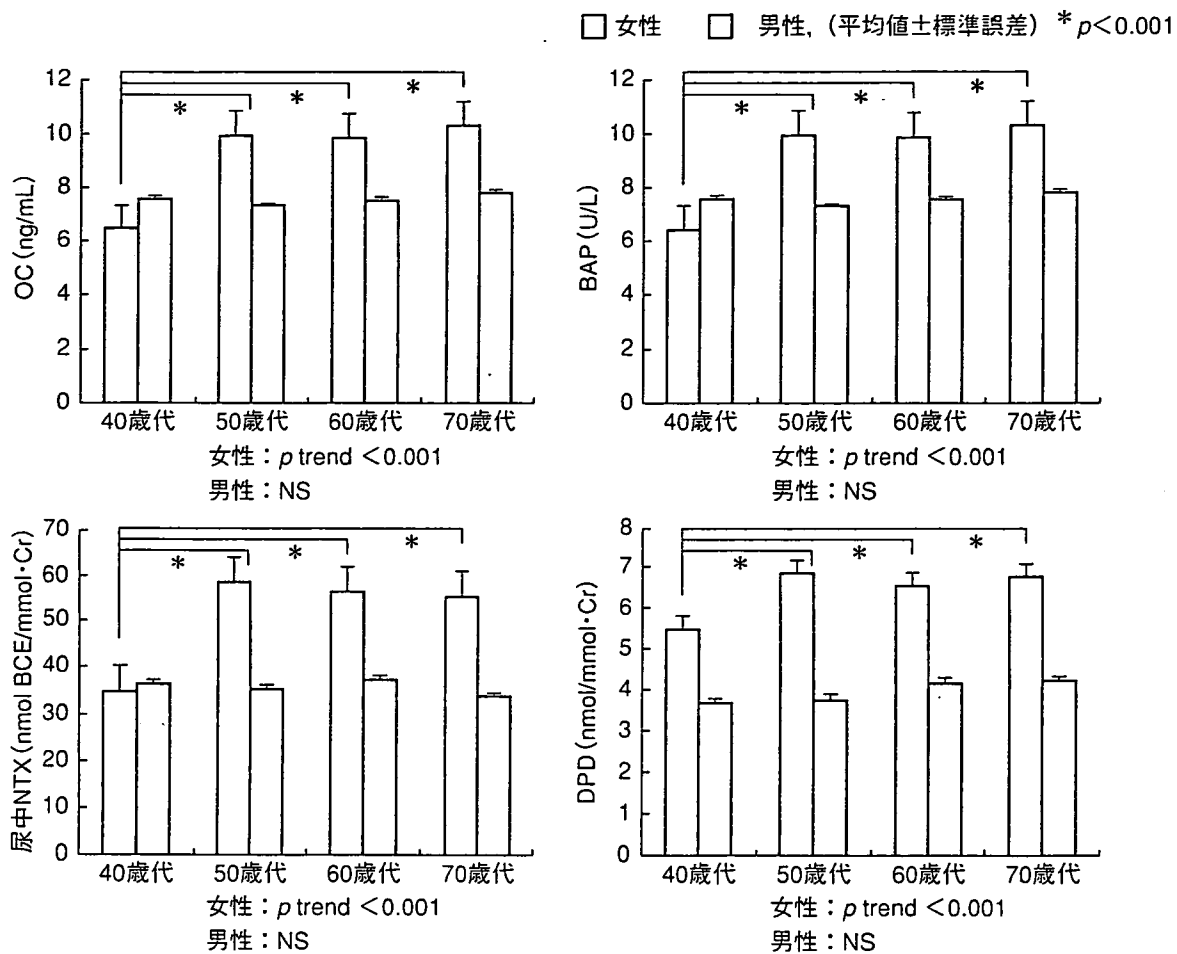 女性 男性, (平均値±標準誤差) * p<0.001
OC (ng/mL)
12
10
8
6
4
2
0
* * *
40歳代 50歳代 60歳代 70歳代
女性：p trend <0.001
男性：NS
BAP (U/L)
12
10
8
6
4
2
0
* * *
40歳代 50歳代 60歳代 70歳代
女性：p trend <0.001
男性：NS
尿中NTX (nmol BCE/mmol・Cr)
70
60
50
40
30
20
10
0
* * *
40歳代 50歳代 60歳代 70歳代
女性：p trend <0.001
男性：NS
DPD (nmol/mmol・Cr)
8
7
6
5
4
3
2
1
0
* * *
40歳代 50歳代 60歳代 70歳代
女性：p trend <0.001
男性：NS